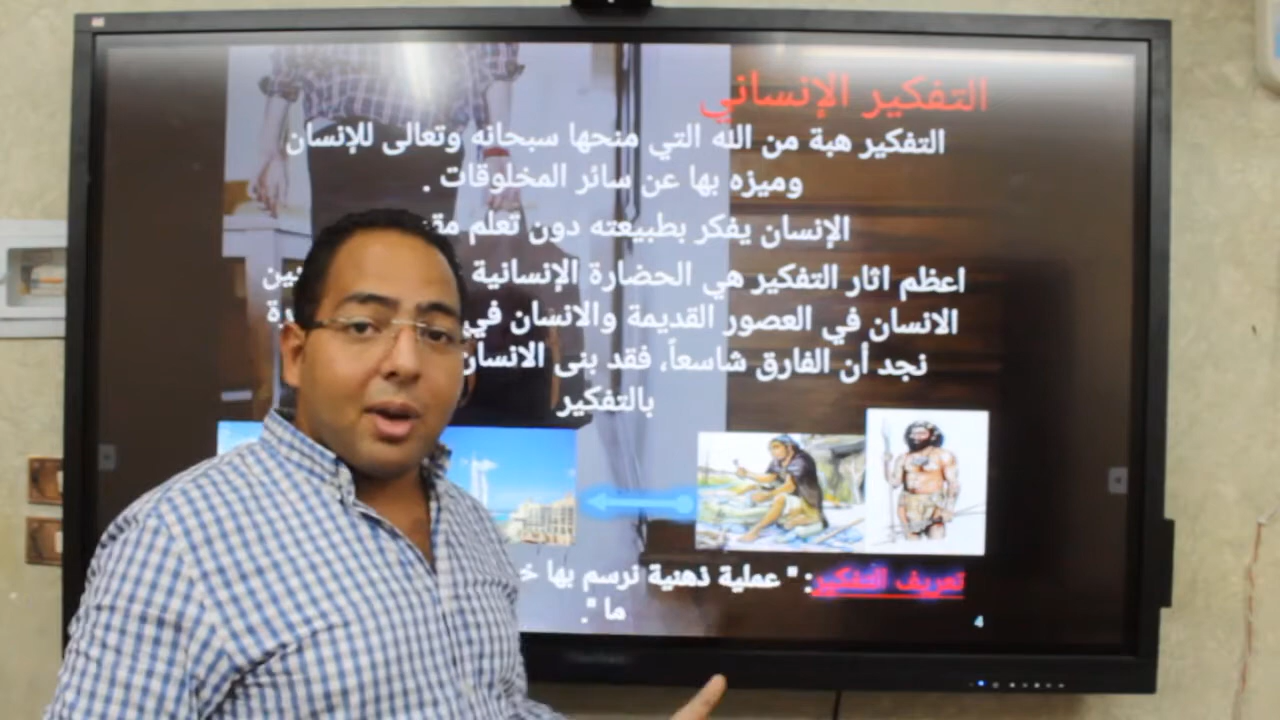 التفكير الإنساني
التفكير هبة من الله التي منحها سبحانه وتعالى للإنسان
وميزه بها عن سائر المخلوقات .
الإنسان يفكر بطبيعته دون تعلم
اعظم اثار التفكير هي الحضارة الإنسانية
الانسان في العصور القديمة والانسان في
نجد أن الفارق شاسعاً، فقد بنى الانسان
بالتفكير
تعريف التفكير: " عملية ذهنية نرسم بها
ما ".
4